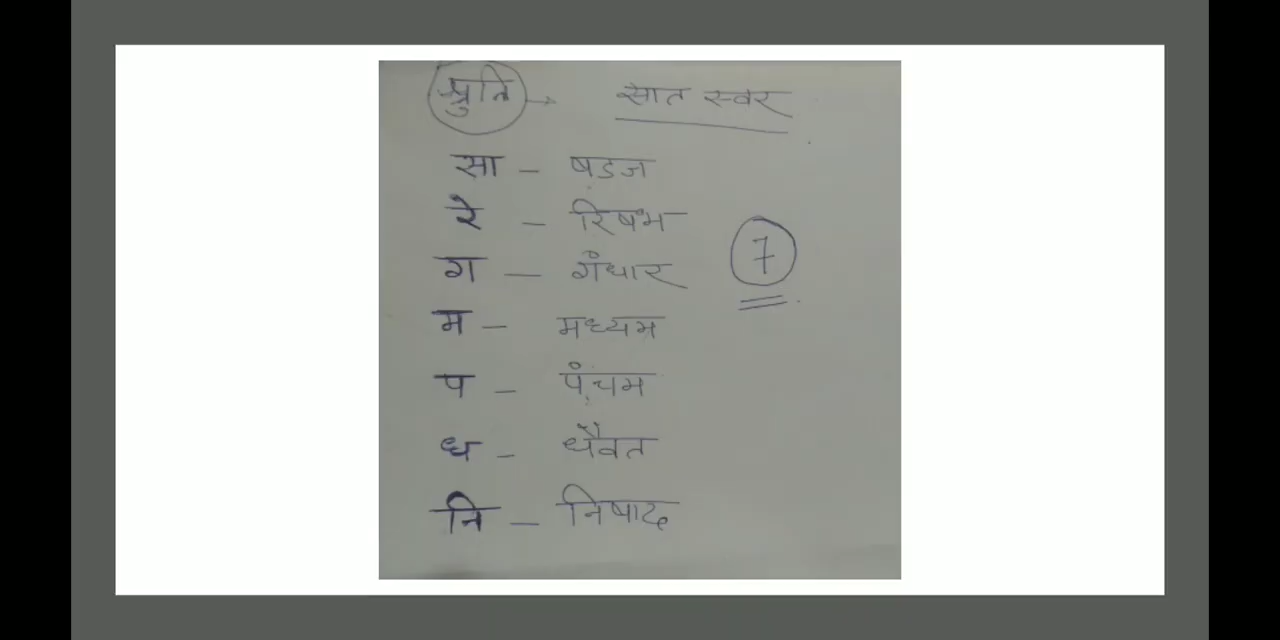 श्रुति → सात स्वर
सा - षडज
रे - रिषभ
ग - गंधार
7
म - मध्यम
प - पंचम
ध - धैवत
नि - निषाद